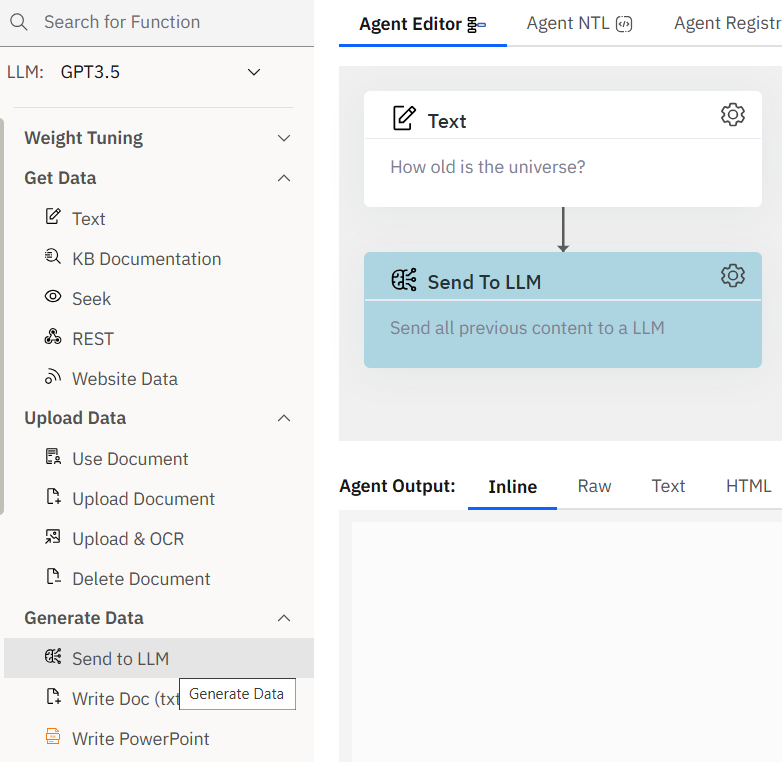 Search for Function
LLM: GPT3.5
Weight Tuning
Get Data
Text
KB Documentation
Seek
REST
Website Data
Upload Data
Use Document
Upload Document
Upload & OCR
Delete Document
Generate Data
Send to LLM
Write Doc (txt
Generate Data
Write PowerPoint
Agent Editor Agent NTL Agent Registr
Text
How old is the universe?
Send To LLM
Send all previous content to a LLM
Agent Output: Inline Raw Text HTML